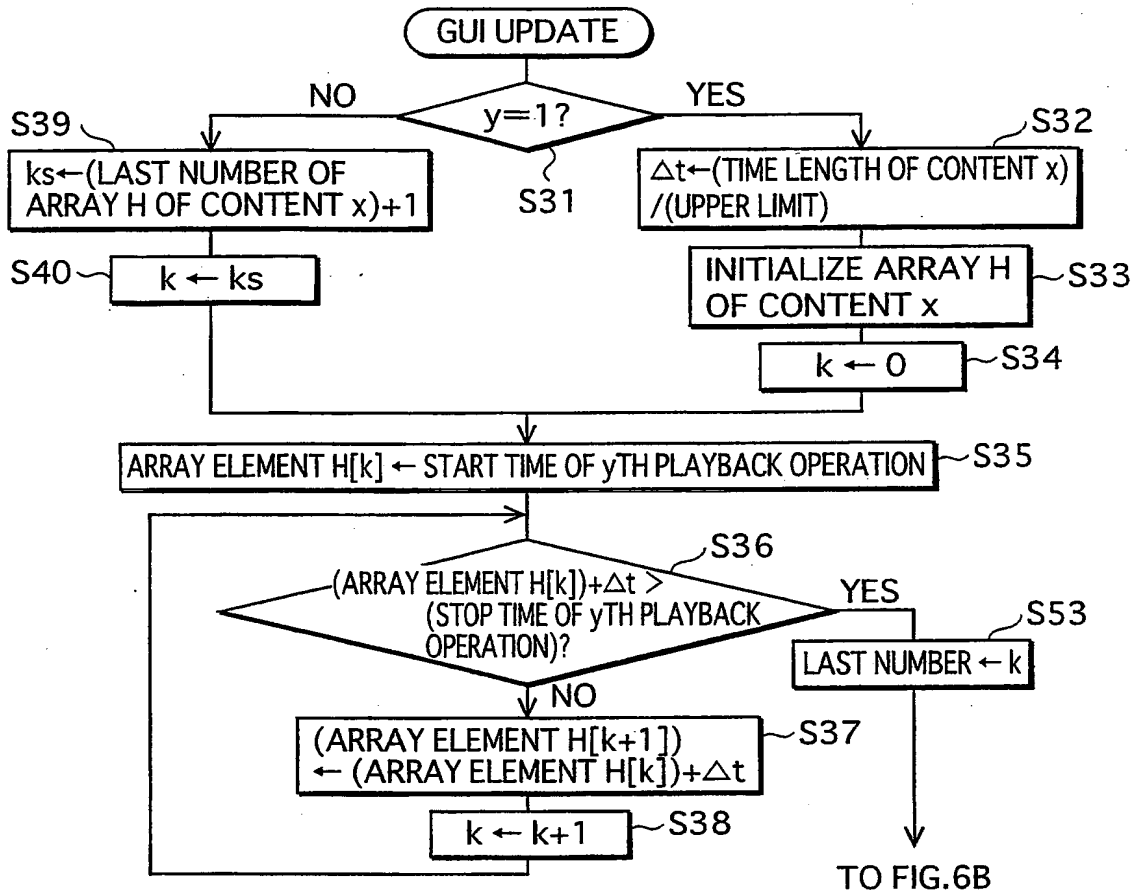 GUI UPDATE
NO
YES
y=1?
S31
S39
ks←(LAST NUMBER OF
ARRAY H OF CONTENT x)+1
S40
k ← ks
S32
△t←(TIME LENGTH OF CONTENT x)
/(UPPER LIMIT)
INITIALIZE ARRAY H
OF CONTENT x
S33
k ← 0
S34
ARRAY ELEMENT H[k] ← START TIME OF yTH PLAYBACK OPERATION
S35
S36
(ARRAY ELEMENT H[k])+△t >
(STOP TIME OF yTH PLAYBACK
OPERATION)?
YES
S53
LAST NUMBER ← k
NO
(ARRAY ELEMENT H[k+1])
← (ARRAY ELEMENT H[k])+△t
S37
k ← k+1
S38
TO FIG.6B